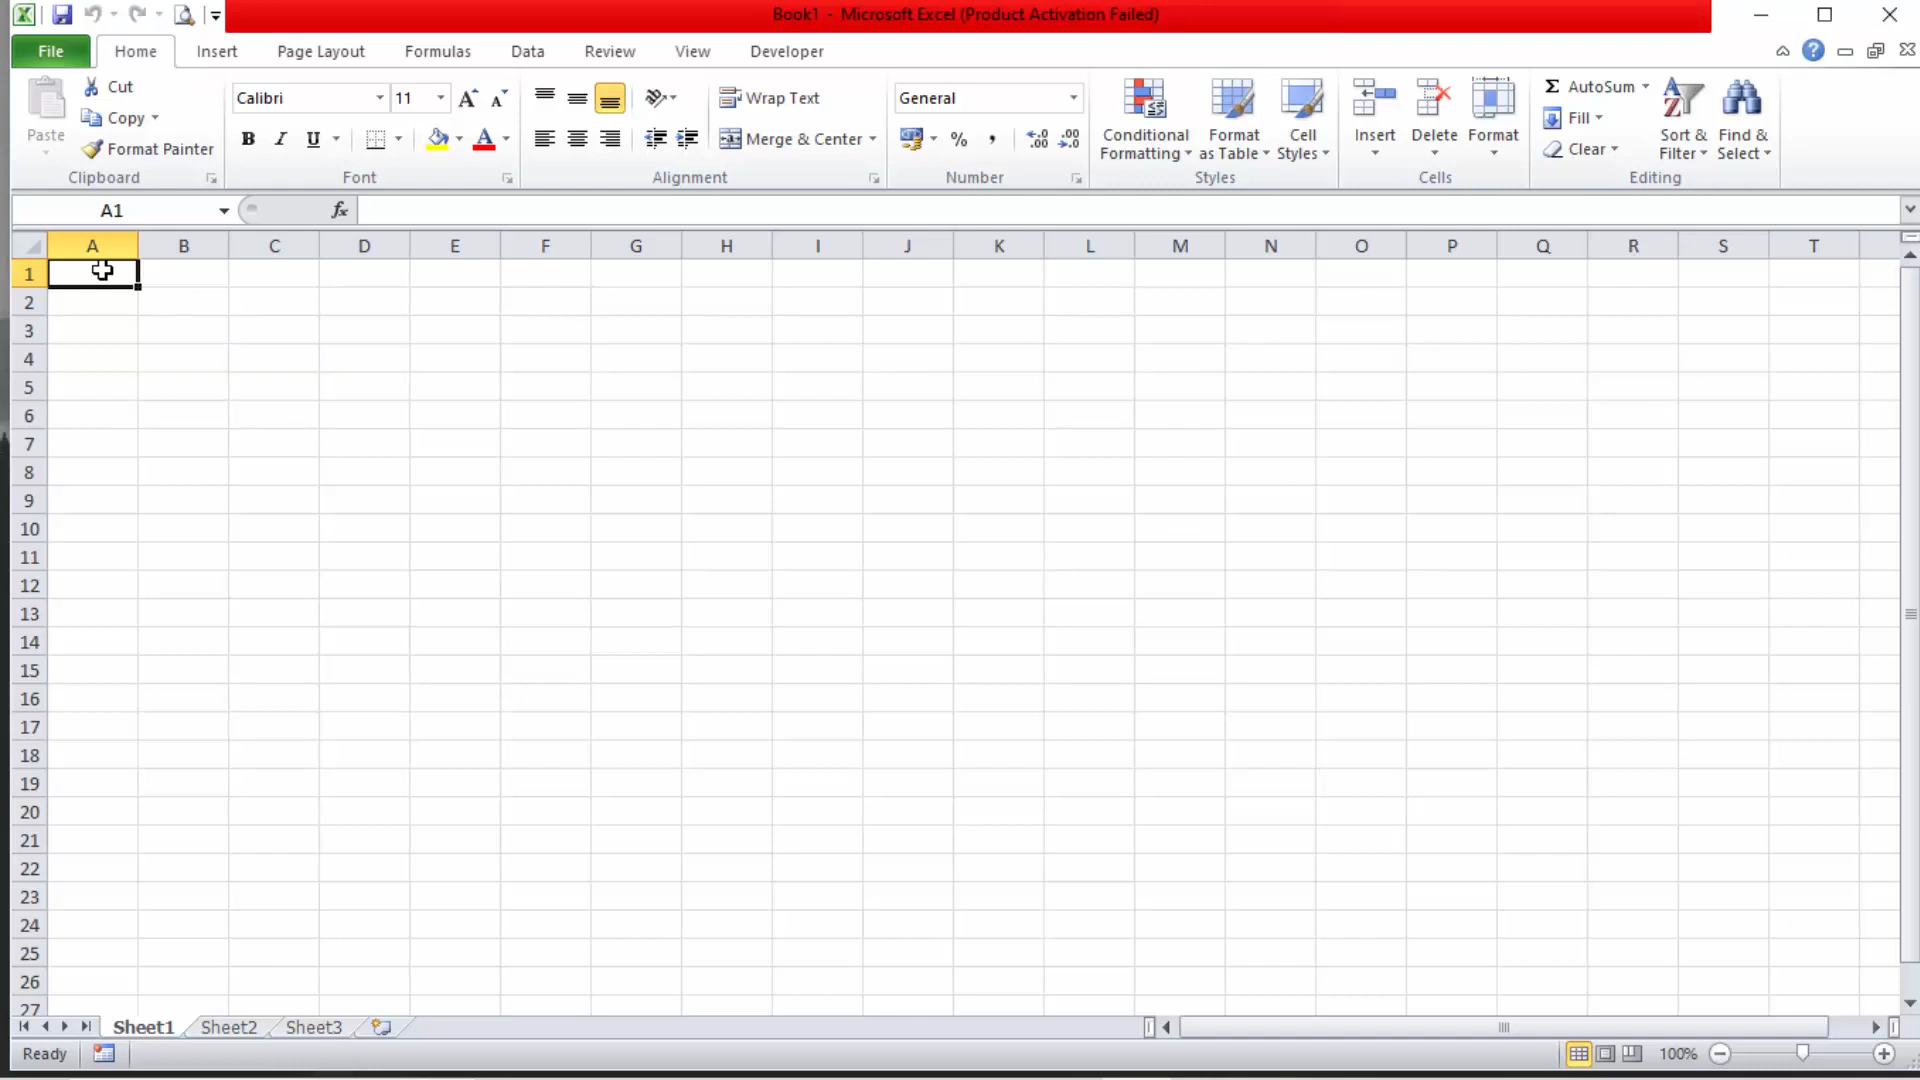 Book1 - Microsoft Excel (Product Activation Failed)
File Home Insert Page Layout Formulas Data Review View Developer
Paste Cut Copy Format Painter Clipboard
Calibri 11 B I U Font
Wrap Text Merge & Center Alignment
General % , .00 .00 Number
Conditional Formatting Format as Table Cell Styles Styles
Insert Delete Format Cells
Σ AutoSum Fill Clear Sort & Filter Find & Select Editing
A1 fx
A B C D E F G H I J K L M N O P Q R S T
1
2
3
4
5
6
7
8
9
10
11
12
13
14
15
16
17
18
19
20
21
22
23
24
25
26
27
Sheet1 Sheet2 Sheet3
Ready 100%